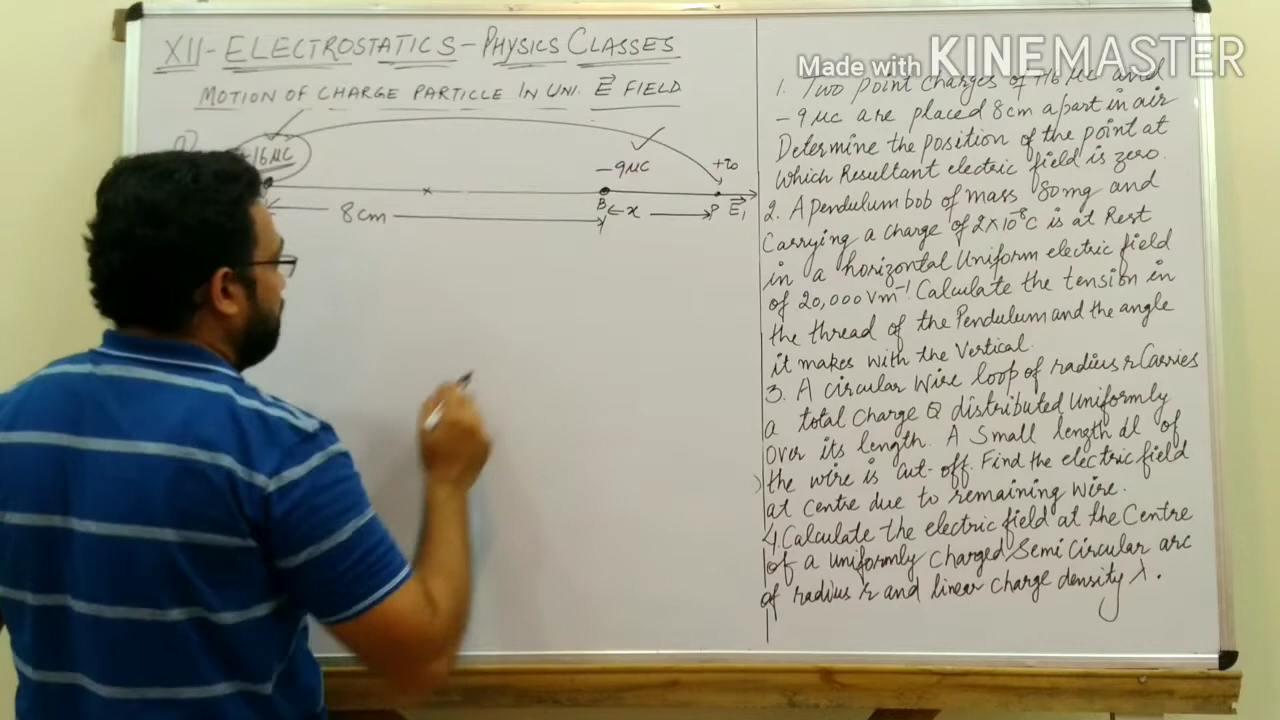 XII - ELECTROSTATICS - PHYSICS CLASSES
MOTION OF CHARGE PARTICLE IN UNI. E⃗ FIELD
+16μC
-9μC
+q₀
B
x
P
E⃗₁
8cm
Made with KINEMASTER
1. Two point charges of +16 μC and
-9 μC are placed 8cm apart in air
Determine the position of the point at
which Resultant electric field is zero.
2. A pendulum bob of mass 80mg and
Carrying a charge of 2×10⁻⁸C is at Rest
in a horizontal Uniform electric field
of 20,000 Vm⁻¹. Calculate the tension in
the thread of the Pendulum and the angle
it makes with the Vertical.
3. A circular wire loop of radius r Carries
a total Charge Q distributed Uniformly
over its length. A Small length dl of
the wire is cut-off. Find the electric field
at centre due to remaining wire.
4. Calculate the electric field at the Centre
of a uniformly Charged Semi Circular arc
of radius r and linear charge density λ.